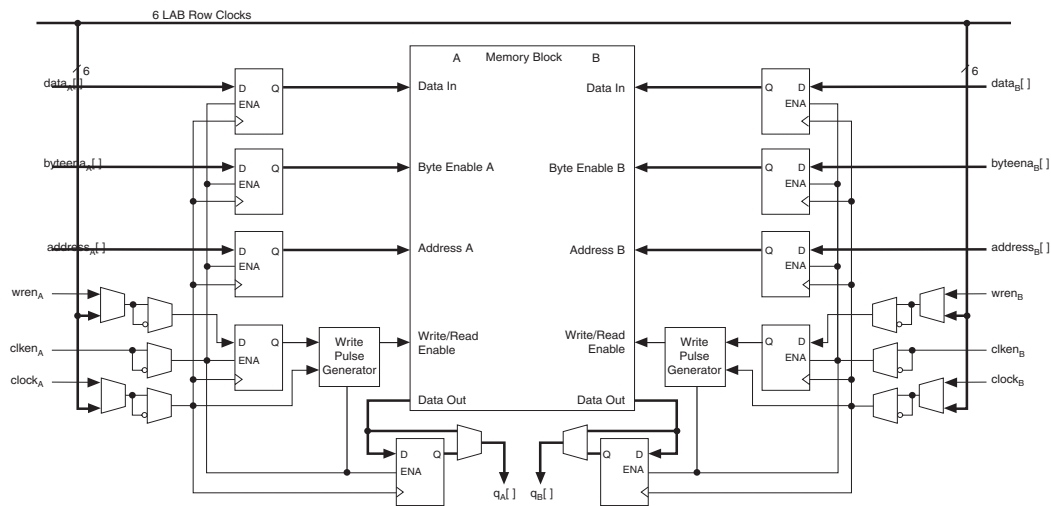 6 LAB Row Clocks
A Memory Block B
6
6
data_A[ ]
D Q
ENA
Data In
Data In
Q D
ENA
data_B[ ]
byteena_A[ ]
D Q
ENA
Byte Enable A
Byte Enable B
Q D
ENA
byteena_B[ ]
address_A[ ]
D Q
ENA
Address A
Address B
Q D
ENA
address_B[ ]
wren_A
wren_B
D Q
ENA
Write
Pulse
Generator
Write/Read
Enable
Write/Read
Enable
Write
Pulse
Generator
Q D
ENA
clken_A
clken_B
clock_A
clock_B
Data Out
Data Out
D Q
ENA
Q D
ENA
q_A[ ]
q_B[ ]